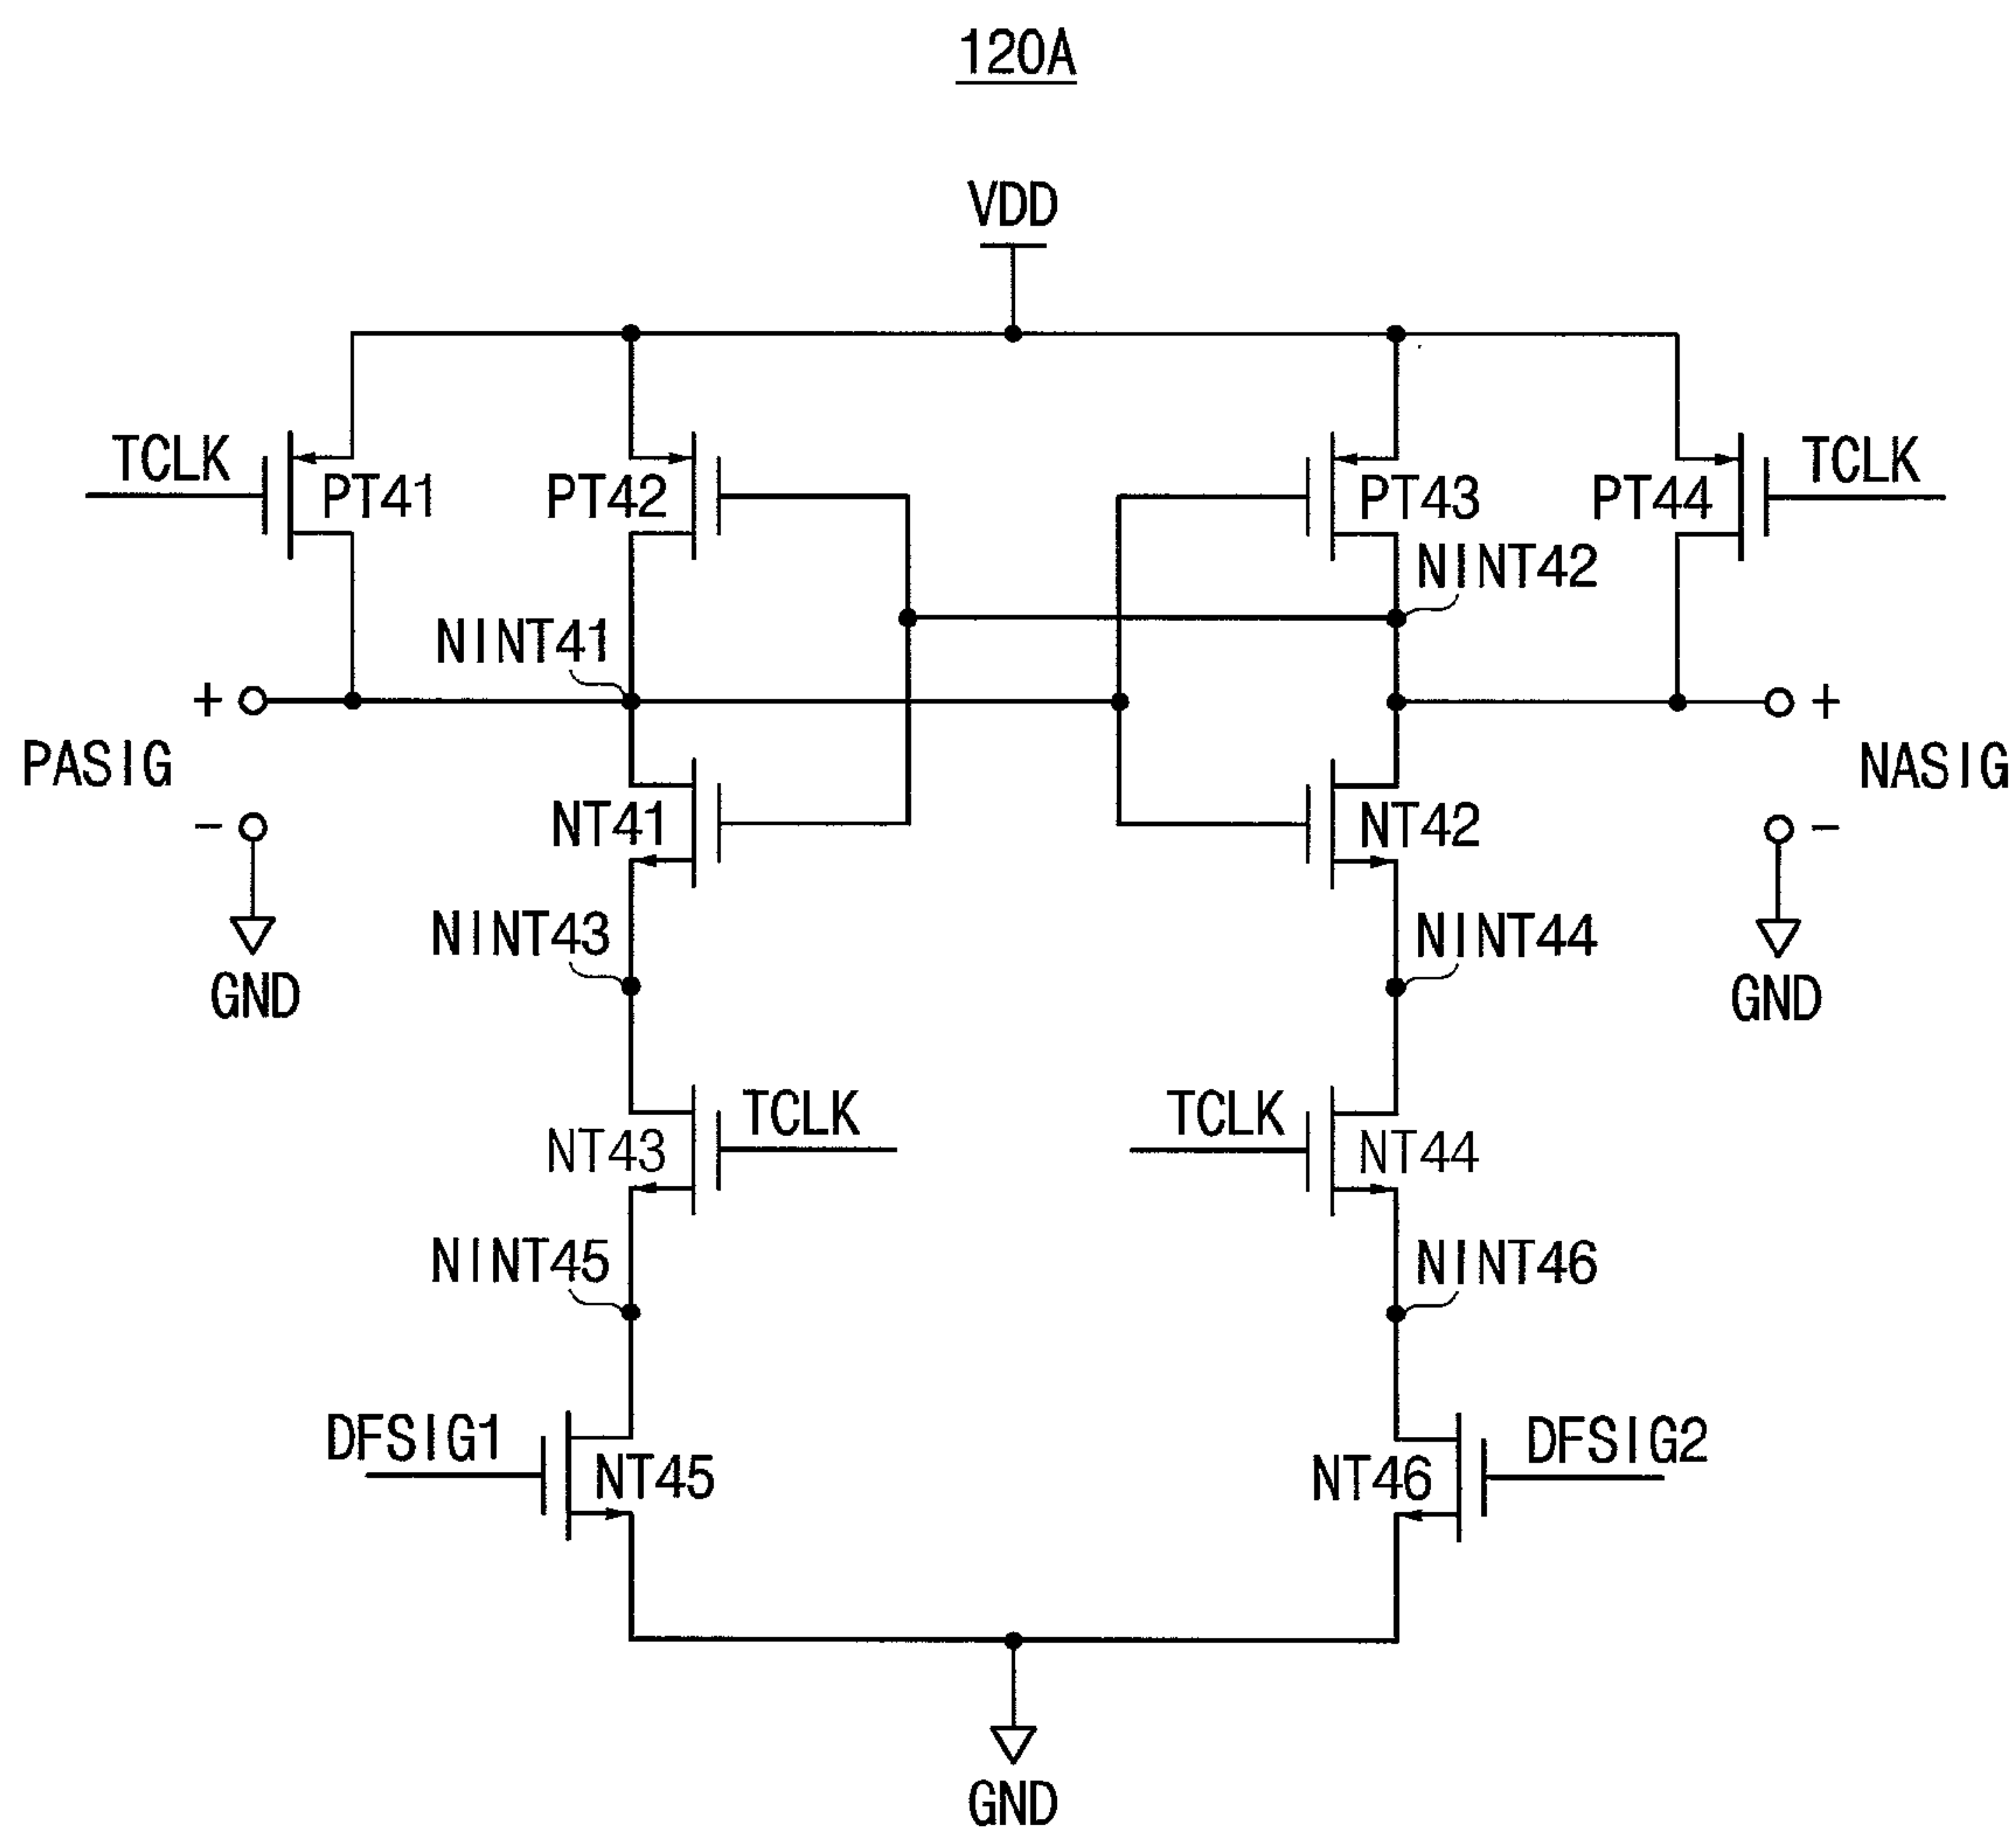 120A
VDD
TCLK
PT41
PT42
PT43
PT44
TCLK
NINT42
NINT41
+
+
PASIG
NASIG
NT41
NT42
-
-
NINT43
NINT44
GND
GND
TCLK
TCLK
NT43
NT44
NINT45
NINT46
DFSIG1
DFSIG2
NT45
NT46
GND